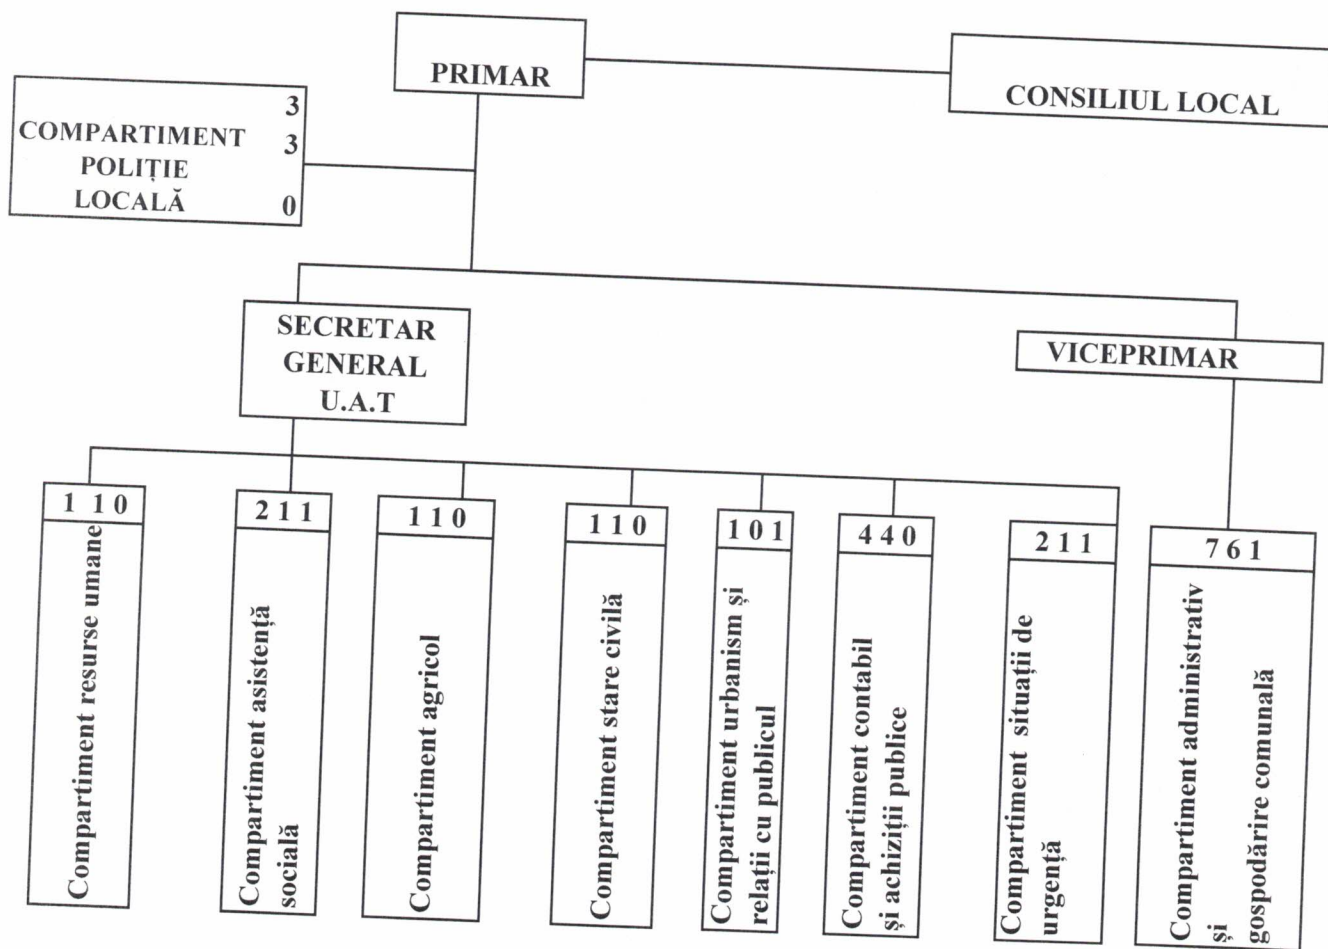 PRIMAR
CONSILIUL LOCAL
3
COMPARTIMENT 3
POLIȚIE
LOCALĂ 0
SECRETAR
GENERAL
U.A.T
VICEPRIMAR
1 1 0
Compartiment resurse umane
2 1 1
Compartiment asistență
socială
1 1 0
Compartiment agricol
1 1 0
Compartiment stare civilă
1 0 1
Compartiment urbanism și
relații cu publicul
4 4 0
Compartiment contabil
și achiziții publice
2 1 1
Compartiment situații de
urgență
7 6 1
Compartiment administrativ
și
gospodărire comunală